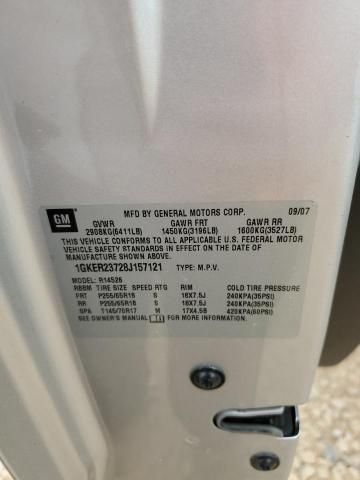 GM
MFD BY GENERAL MOTORS CORP. 09/07
GVWR GAWR FRT GAWR RR
2908KG(6411LB) 1450KG(3196LB) 1600KG(3527LB)
THIS VEHICLE CONFORMS TO ALL APPLICABLE U.S. FEDERAL MOTOR
VEHICLE SAFETY AND THEFT PREVENTION STANDARDS IN
EFFECT ON THE DATE OF MANUFACTURE SHOWN ABOVE.
1GKER23728J157121 TYPE: M.P.V.
MODEL: R14526
RBBM TIRE SIZE SPEED RTG RIM COLD TIRE PRESSURE
FRT P255/65R18 S 18X7.5J 240KPA(35PSI)
RR P255/65R18 S 18X7.5J 240KPA(35PSI)
SPA T145/70R17 M 17X4.5B 420KPA(60PSI)
SEE OWNER'S MANUAL FOR ADDITIONAL INFORMATION